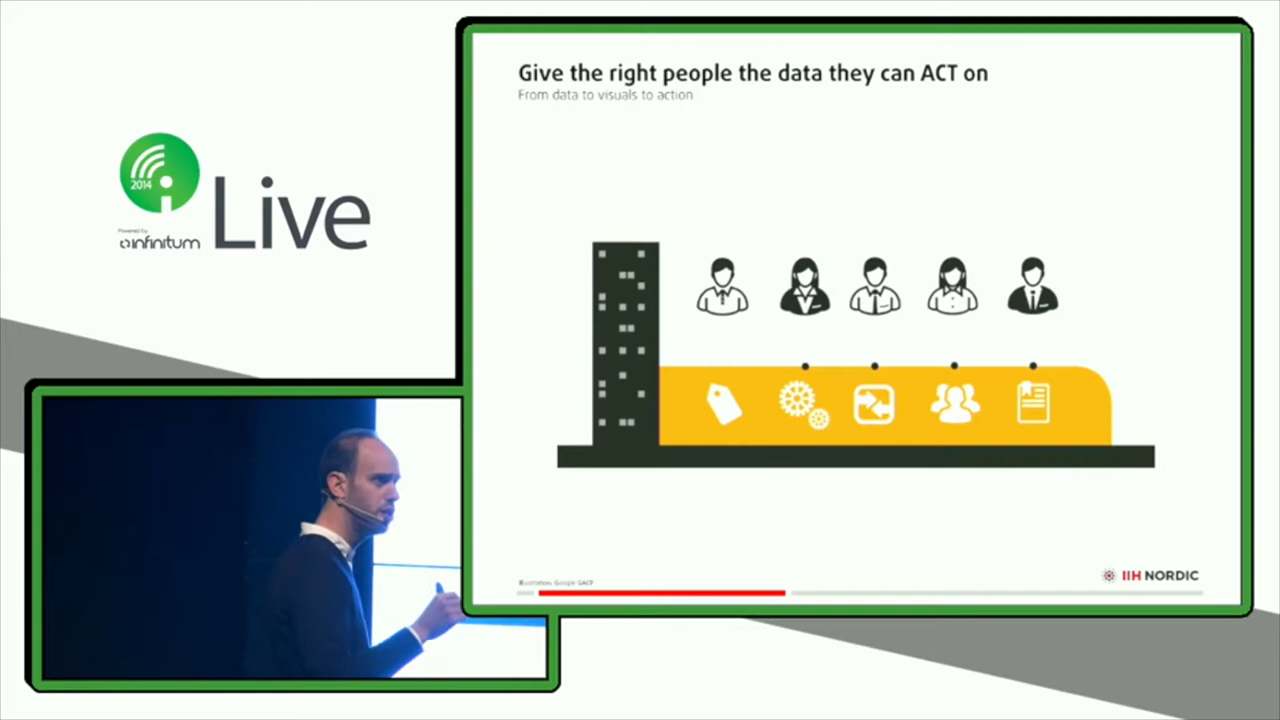 2014
Powered by
infinitum
Live
Give the right people the data they can ACT on
From data to visuals to action
Illustrations: Google GACP
IIH NORDIC